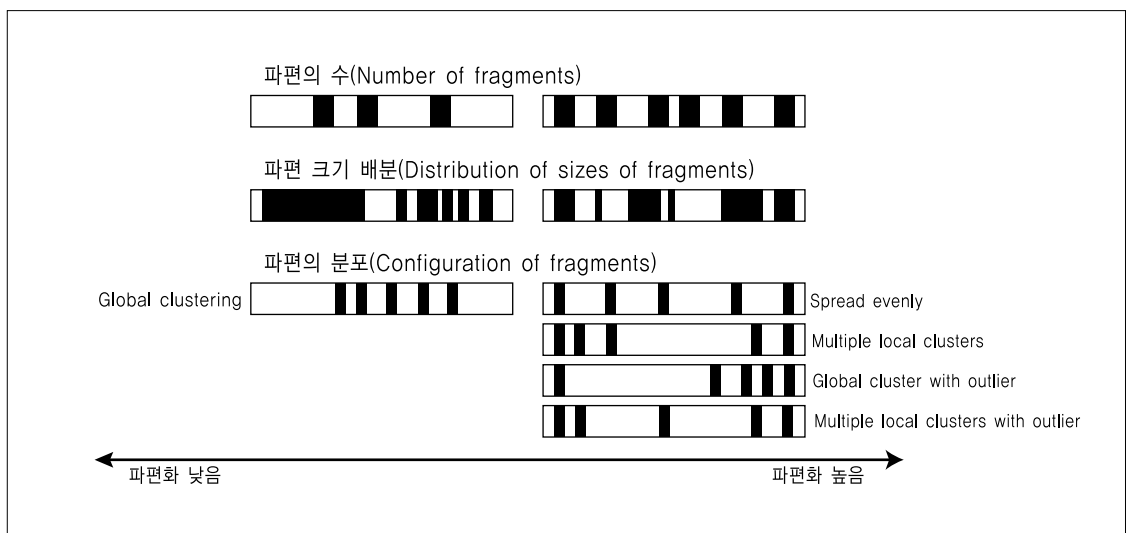 파편의 수(Number of fragments)
파편 크기 배분(Distribution of sizes of fragments)
파편의 분포(Configuration of fragments)
Global clustering
Spread evenly
Multiple local clusters
Global cluster with outlier
Multiple local clusters with outlier
파편화 낮음
파편화 높음